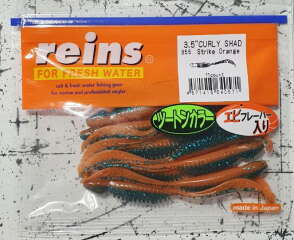 reins
FOR FRESH WATER
salt & fresh water fishing gear
for novice and professional angler
3.5"CURLY SHAD
Strike Orange
ツートンカラー
エビフレーバー
入り
made in Japan